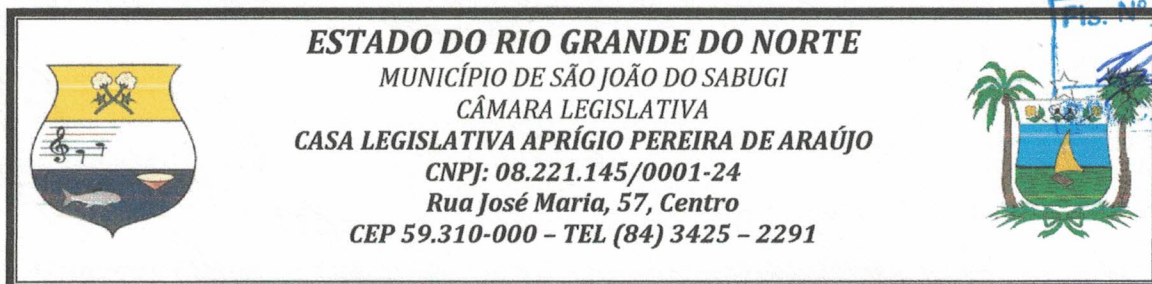 Fls. Nº
ESTADO DO RIO GRANDE DO NORTE
MUNICÍPIO DE SÃO JOÃO DO SABUGI
CÂMARA LEGISLATIVA
CASA LEGISLATIVA APRÍGIO PEREIRA DE ARAÚJO
CNPJ: 08.221.145/0001-24
Rua José Maria, 57, Centro
CEP 59.310-000 – TEL (84) 3425 – 2291